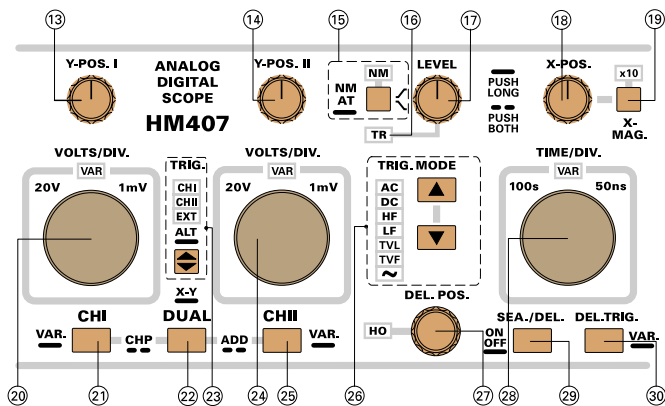 13
14
15
16
17
18
19
Y-POS. I
ANALOG
DIGITAL
SCOPE
HM407
Y-POS. II
NM
AT
NM
LEVEL
TR
PUSH
LONG
PUSH
BOTH
X-POS.
x10
X-
MAG.
VOLTS/DIV.
VAR
20V
1mV
TRIG.
CHI
CHII
EXT
ALT
X-Y
VOLTS/DIV.
VAR
20V
1mV
TRIG. MODE
AC
DC
HF
LF
TVL
TVF
~
TIME/DIV.
VAR
100s
50ns
CHI
VAR.
CHP
DUAL
ADD
CHII
VAR.
DEL. POS.
HO
ON
OFF
SEA./DEL.
DEL.TRIG.
VAR.
20
21
22
23
24
25
26
27
28
29
30